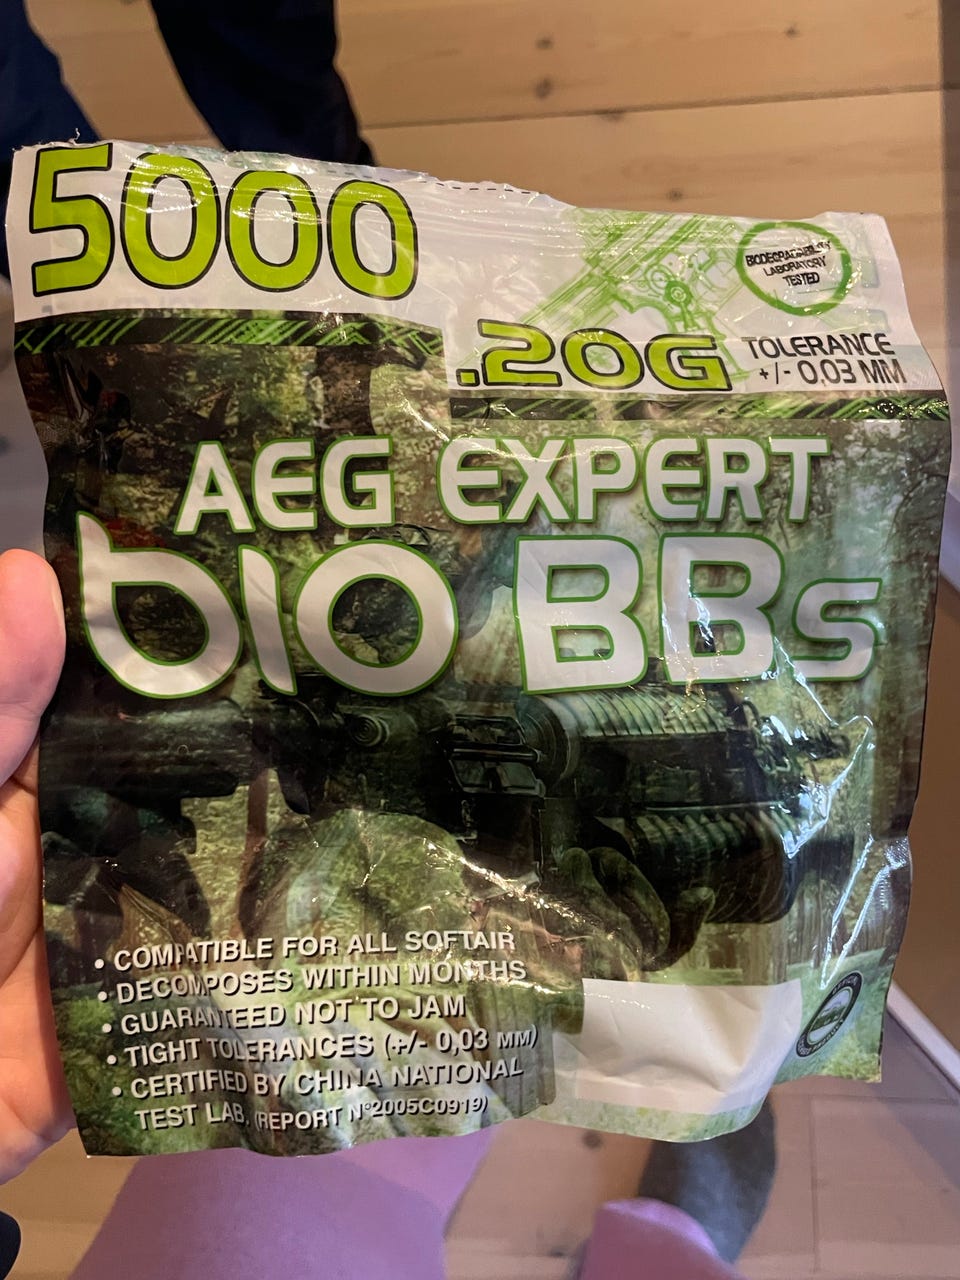 5000
BIODEGRADABILITY
LABORATORY
TESTED
.20G
TOLERANCE
+/- 0,03 MM
AEG EXPERT
bio BBs
• COMPATIBLE FOR ALL SOFTAIR
• DECOMPOSES WITHIN MONTHS
• GUARANTEED NOT TO JAM
• TIGHT TOLERANCES (+/- 0,03 MM)
• CERTIFIED BY CHINA NATIONAL
TEST LAB. (REPORT N°2005C0919)